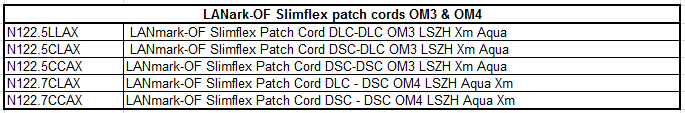 LANark-OF Slimflex patch cords OM3 & OM4
N122.5LLAX LANmark-OF Slimflex Patch Cord DLC-DLC OM3 LSZH Xm Aqua
N122.5CLAX LANmark-OF Slimflex Patch Cord DSC-DLC OM3 LSZH Xm Aqua
N122.5CCAX LANmark-OF Slimflex Patch Cord DSC-DSC OM3 LSZH Xm Aqua
N122.7CLAX LANmark-OF Slimflex Patch Cord DLC - DSC OM4 LSZH Aqua Xm
N122.7CCAX LANmark-OF Slimflex Patch Cord DSC - DSC OM4 LSZH Aqua Xm